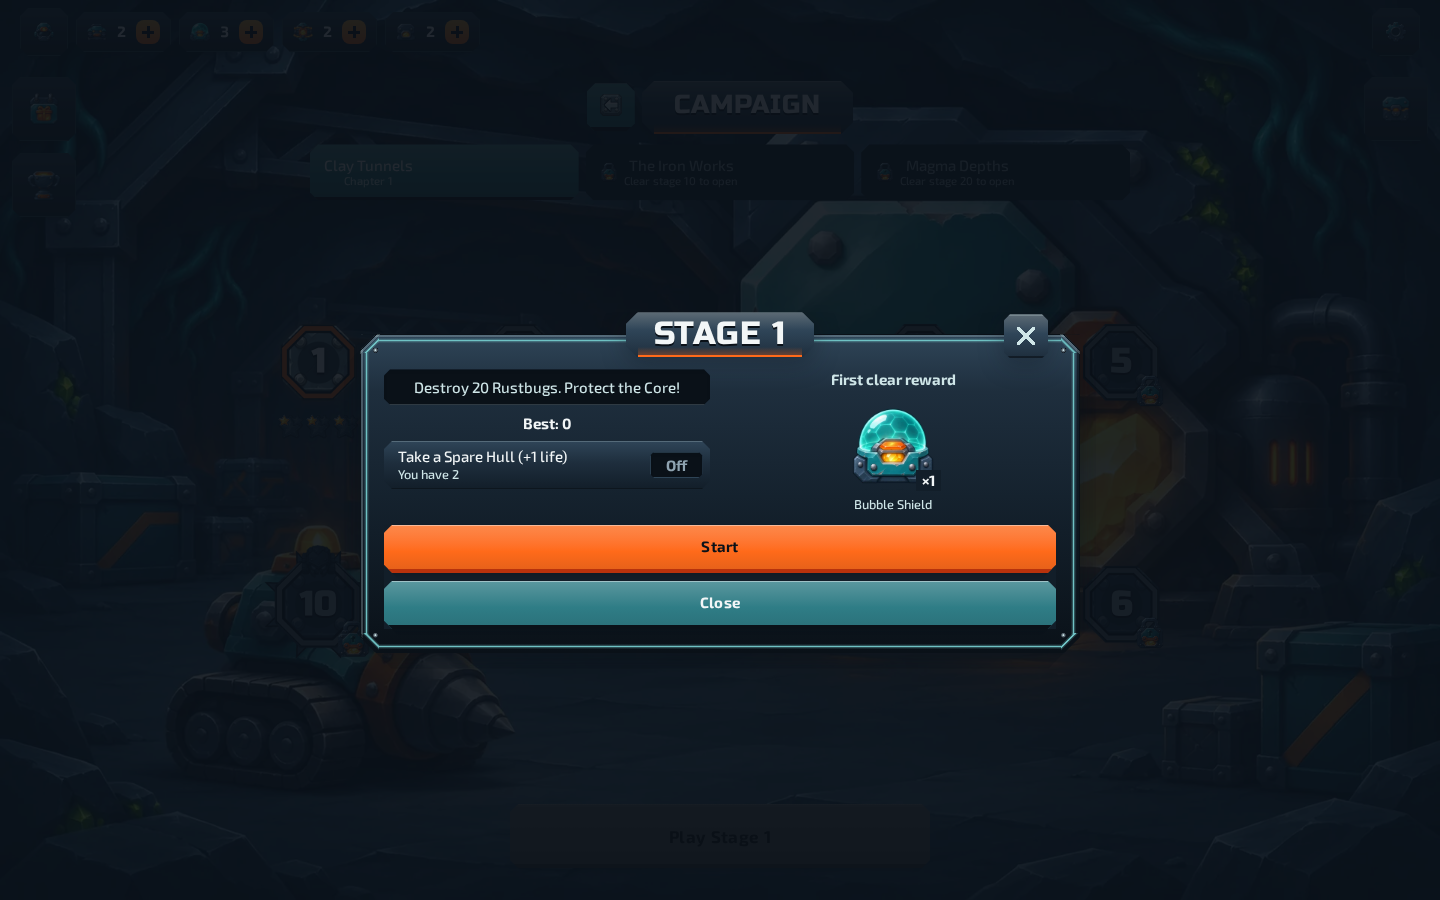 2
3
2
2
CAMPAIGN
Clay Tunnels
Chapter 1
The Iron Works
Clear stage 10 to open
Magma Depths
Clear stage 20 to open
1
5
STAGE 1
Destroy 20 Rustbugs. Protect the Core!
Best: 0
Take a Spare Hull (+1 life)
You have 2
Off
First clear reward
×1
Bubble Shield
Start
Close
10
6
Play Stage 1